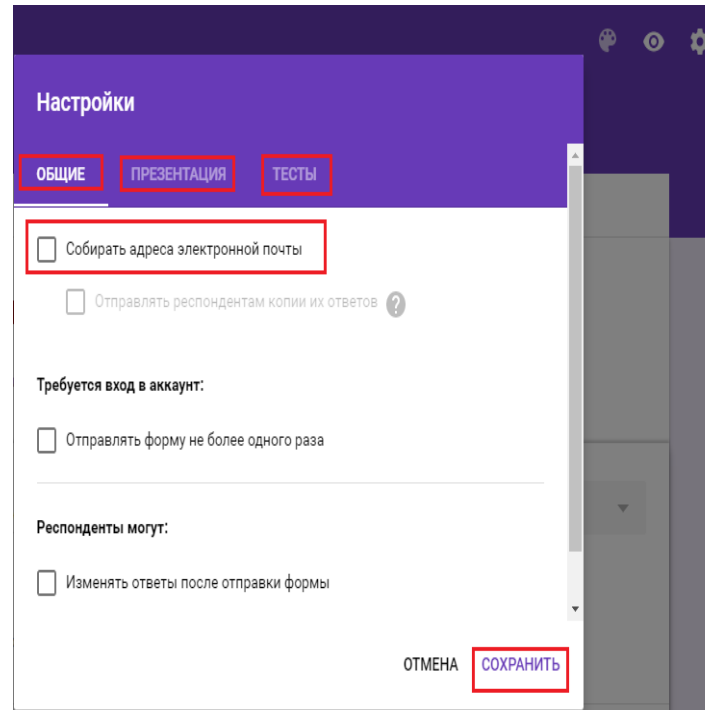 Настройки
ОБЩИЕ ПРЕЗЕНТАЦИЯ ТЕСТЫ
Собирать адреса электронной почты
Отправлять респондентам копии их ответов ?
Требуется вход в аккаунт:
Отправлять форму не более одного раза
Респонденты могут:
Изменять ответы после отправки формы
ОТМЕНА СОХРАНИТЬ